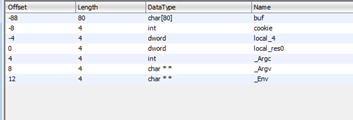 Offset Length DataType Name
-88 80 char[80] buf
-8 4 int cookie
-4 4 dword local_4
0 4 dword local_res0
4 4 int _Argc
8 4 char * * _Argv
12 4 char * * _Env